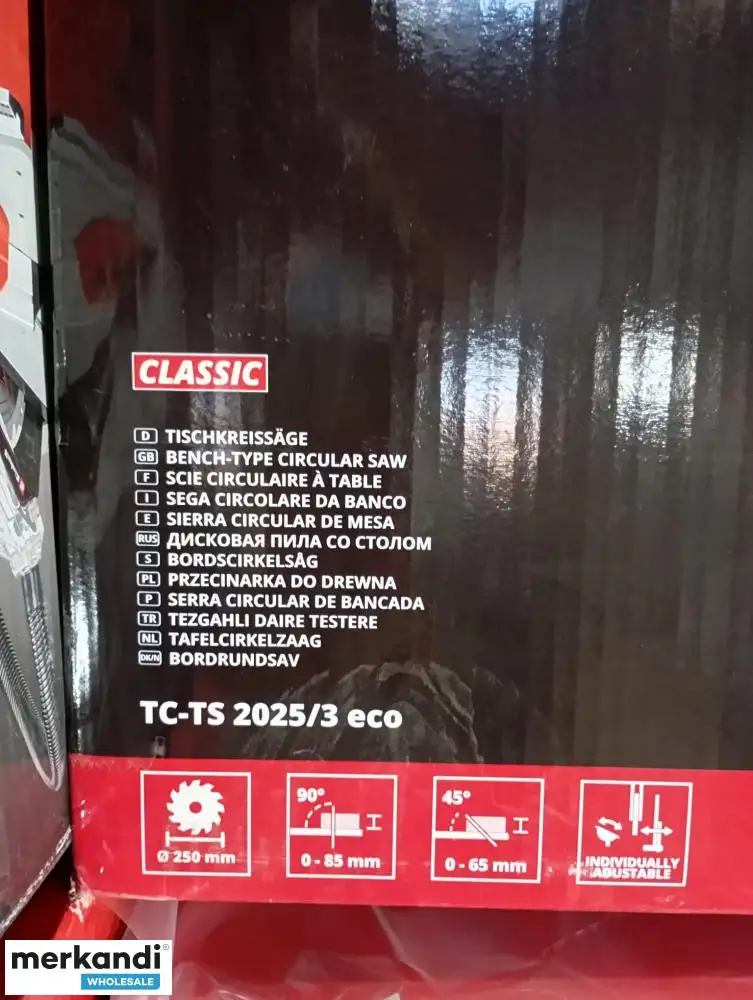 CLASSIC
D TISCHKREISSÄGE
GB BENCH-TYPE CIRCULAR SAW
F SCIE CIRCULAIRE À TABLE
I SEGA CIRCOLARE DA BANCO
E SIERRA CIRCULAR DE MESA
RUS ДИСКОВАЯ ПИЛА СО СТОЛОМ
S BORDSCIRKELSÅG
PL PRZECINARKA DO DREWNA
P SERRA CIRCULAR DE BANCADA
TR TEZGAHLI DAIRE TESTERE
NL TAFELCIRKELZAAG
DK/N BORDRUNDSAV
TC-TS 2025/3 eco
Ø 250 mm
90°
0 - 85 mm
45°
0 - 65 mm
INDIVIDUALLY
ADUSTABLE
merkandi®
WHOLESALE